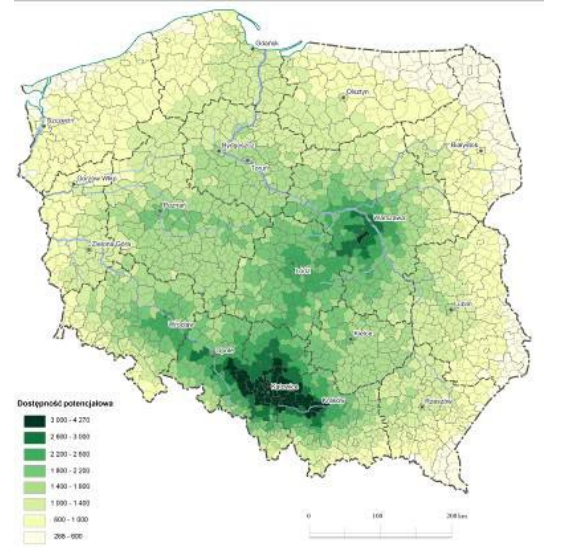 Gdańsk
Olsztyn
Szczecin
Bydgoszcz
Białystok
Toruń
Gorzów Wlkp
Poznań
Warszawa
Zielona Góra
Łódź
Lublin
Wrocław
Kielce
Opole
Katowice
Kraków
Rzeszów
Dostępność potencjałowa
3 000 - 4 270
2 600 - 3 000
2 200 - 2 600
1 800 - 2 200
1 400 - 1 800
1 000 - 1 400
600 - 1 000
266 - 600
0 100 200 km